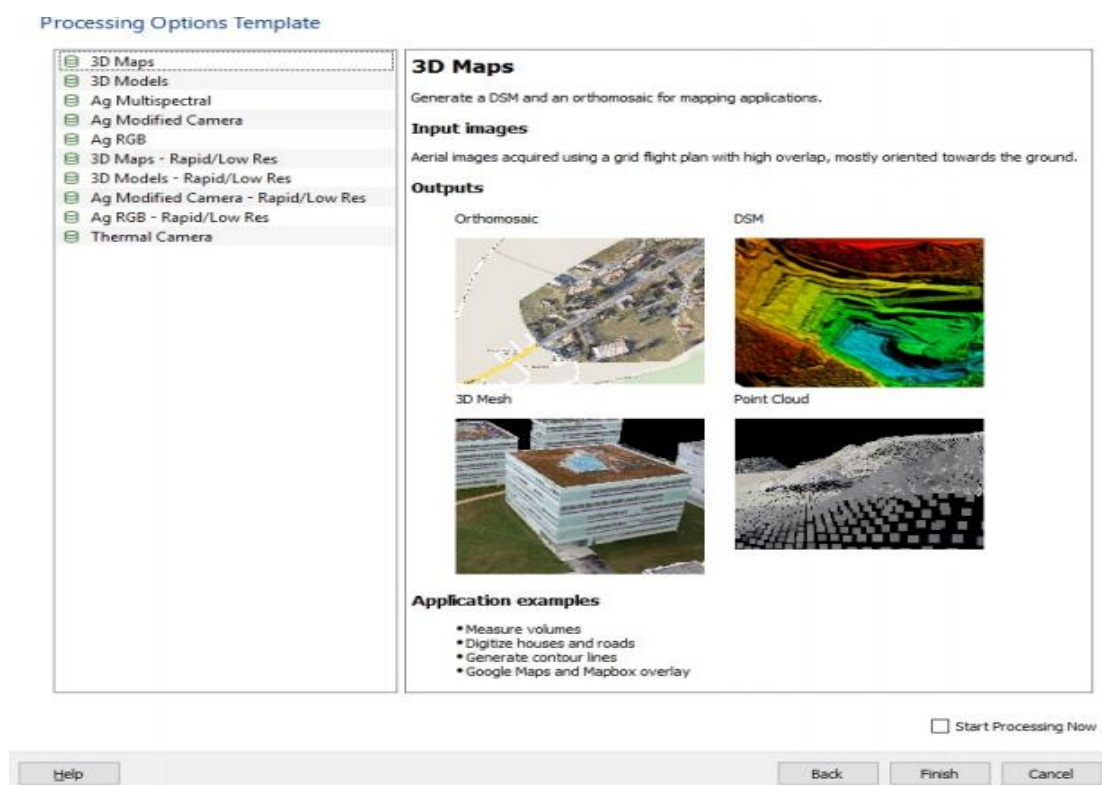 Processing Options Template
3D Maps
3D Models
Ag Multispectral
Ag Modified Camera
Ag RGB
3D Maps - Rapid/Low Res
3D Models - Rapid/Low Res
Ag Modified Camera - Rapid/Low Res
Ag RGB - Rapid/Low Res
Thermal Camera
3D Maps
Generate a DSM and an orthomosaic for mapping applications.
Input images
Aerial images acquired using a grid flight plan with high overlap, mostly oriented towards the ground.
Outputs
Orthomosaic
DSM
3D Mesh
Point Cloud
Application examples
•Measure volumes
•Digitize houses and roads
•Generate contour lines
•Google Maps and Mapbox overlay
Start Processing Now
Help
Back
Finish
Cancel